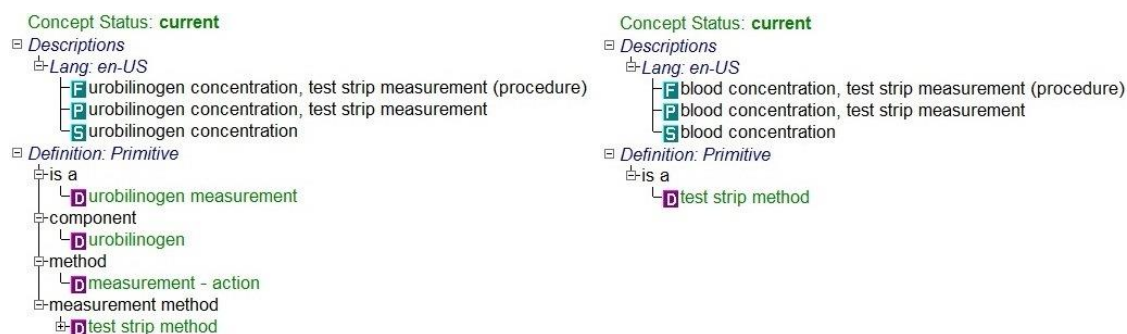 Concept Status: current
Descriptions
Lang: en-US
F urobilinogen concentration, test strip measurement (procedure)
P urobilinogen concentration, test strip measurement
S urobilinogen concentration
Definition: Primitive
is a
D urobilinogen measurement
component
D urobilinogen
method
D measurement - action
measurement method
D test strip method
Concept Status: current
Descriptions
Lang: en-US
F blood concentration, test strip measurement (procedure)
P blood concentration, test strip measurement
S blood concentration
Definition: Primitive
is a
D test strip method